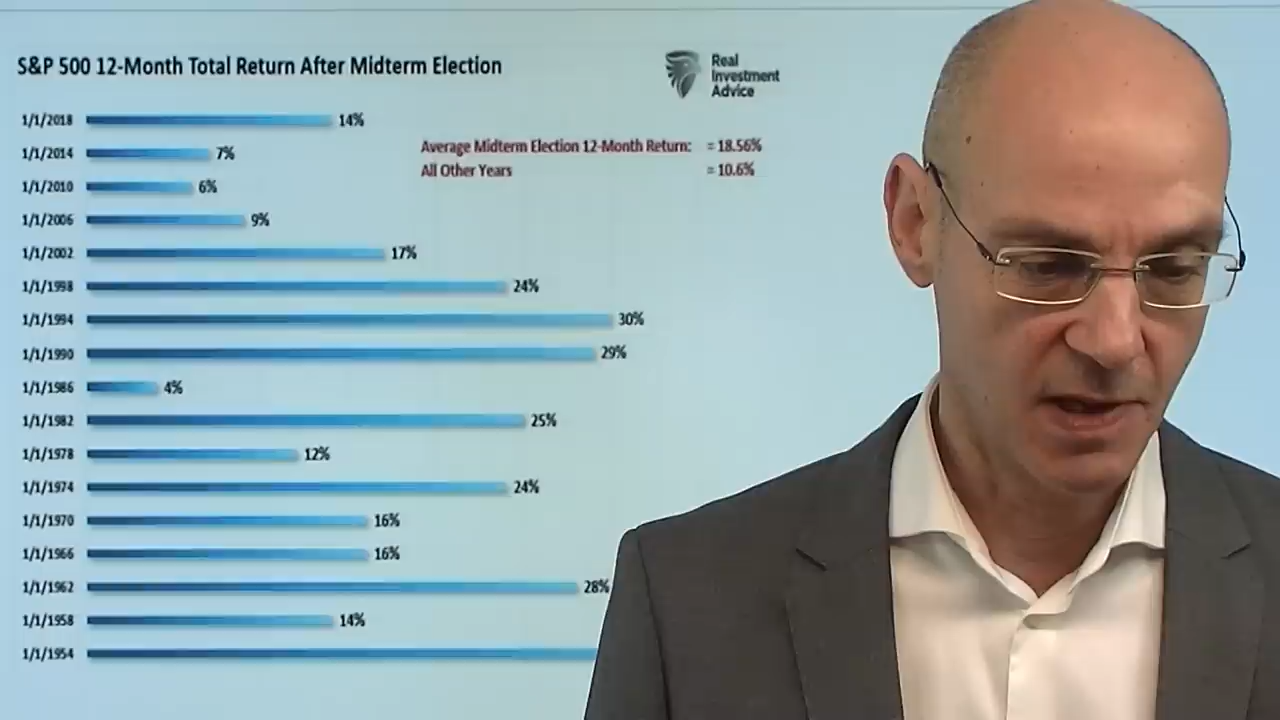 S&P 500 12-Month Total Return After Midterm Election
Real
Investment
Advice
1/1/2018 14%
Average Midterm Election 12-Month Return: = 18.56%
1/1/2014 7%
All Other Years = 10.6%
1/1/2010 6%
1/1/2006 9%
1/1/2002 17%
1/1/1998 24%
1/1/1994 30%
1/1/1990 29%
1/1/1986 4%
1/1/1982 25%
1/1/1978 12%
1/1/1974 24%
1/1/1970 16%
1/1/1966 16%
1/1/1962 28%
1/1/1958 14%
1/1/1954